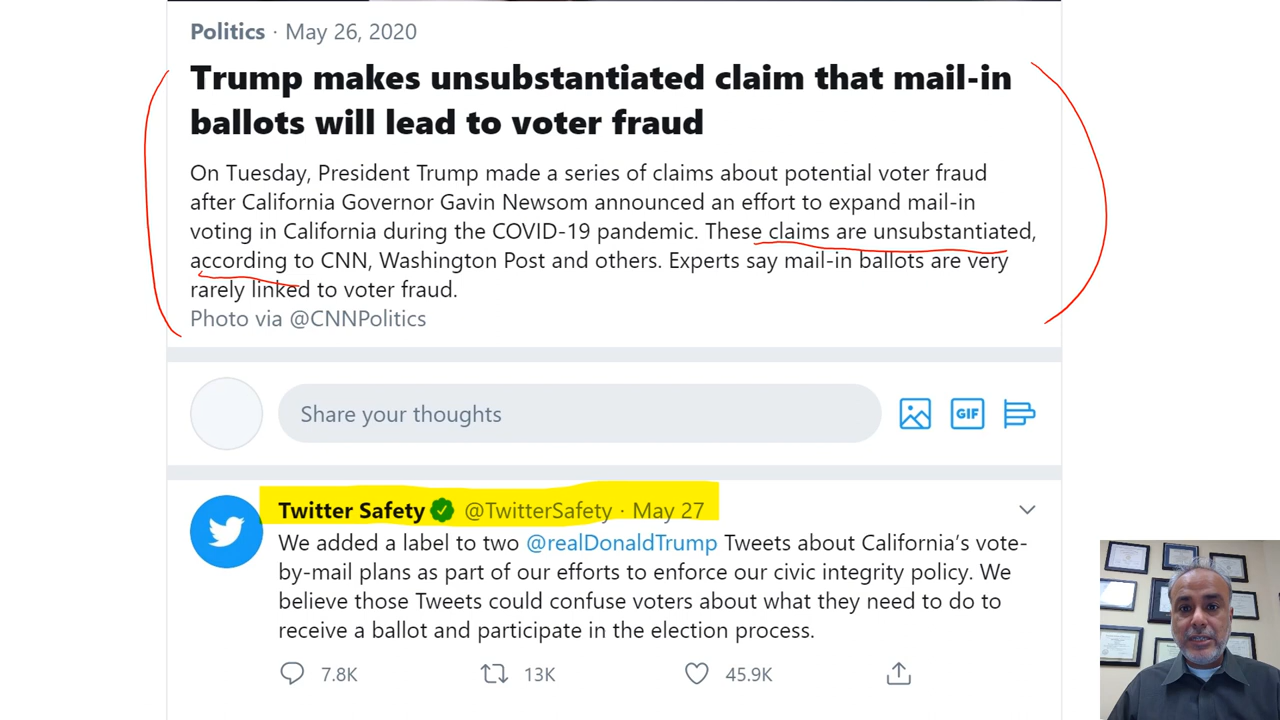 Politics · May 26, 2020
Trump makes unsubstantiated claim that mail-in
ballots will lead to voter fraud
On Tuesday, President Trump made a series of claims about potential voter fraud
after California Governor Gavin Newsom announced an effort to expand mail-in
voting in California during the COVID-19 pandemic. These claims are unsubstantiated,
according to CNN, Washington Post and others. Experts say mail-in ballots are very
rarely linked to voter fraud.
Photo via @CNNPolitics
Share your thoughts
GIF
Twitter Safety @TwitterSafety · May 27
We added a label to two @realDonaldTrump Tweets about California’s vote-
by-mail plans as part of our efforts to enforce our civic integrity policy. We
believe those Tweets could confuse voters about what they need to do to
receive a ballot and participate in the election process.
7.8K 13K 45.9K